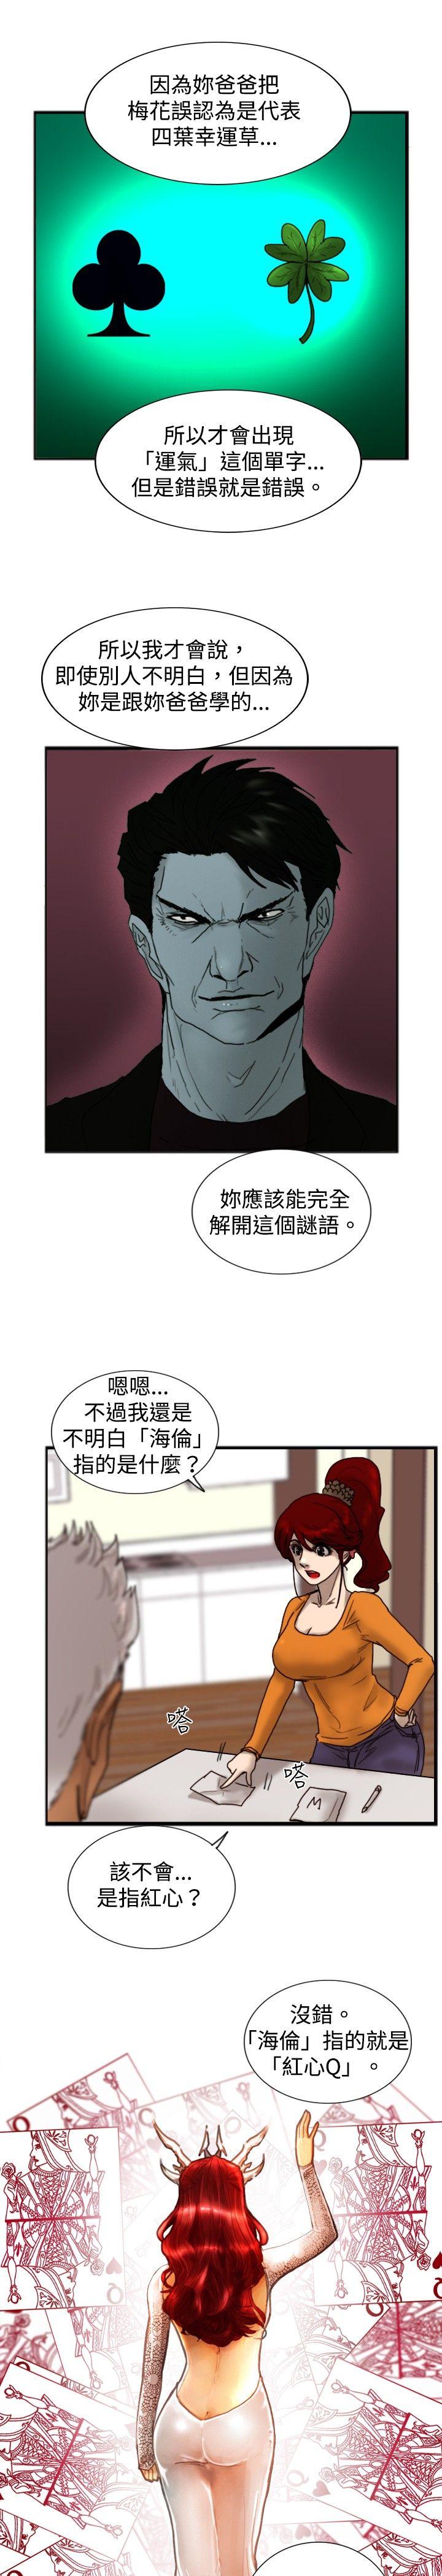 因為妳爸爸把
梅花誤認為是代表
四葉幸運草...
所以才會出現
「運氣」這個單字...
但是錯誤就是錯誤。
所以我才會說，
即使別人不明白，但因為
妳是跟妳爸爸學的...
妳應該能完全
解開這個謎語。
嗯嗯...
不過我還是
不明白「海倫」
指的是什麼？
嗒
嗒
M
該不會...
是指紅心？
沒錯。
「海倫」指的就是
「紅心Q」。
Q
Q
Q